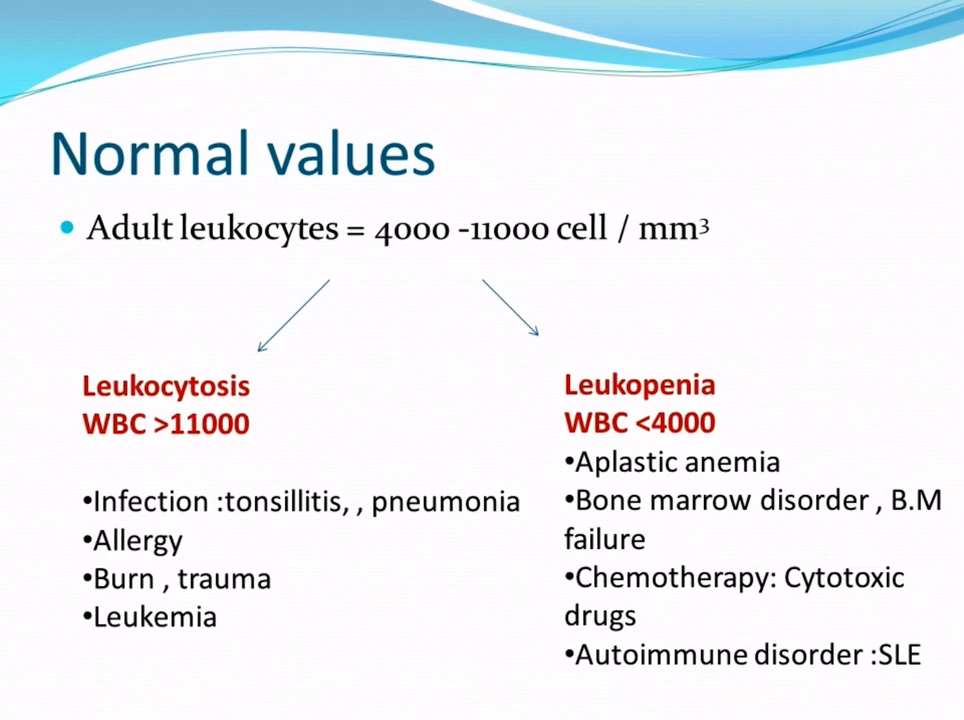 Normal values
• Adult leukocytes = 4000 -11000 cell / mm³
Leukocytosis
WBC >11000
•Infection :tonsillitis, , pneumonia
•Allergy
•Burn , trauma
•Leukemia
Leukopenia
WBC <4000
•Aplastic anemia
•Bone marrow disorder , B.M
failure
•Chemotherapy: Cytotoxic
drugs
•Autoimmune disorder :SLE